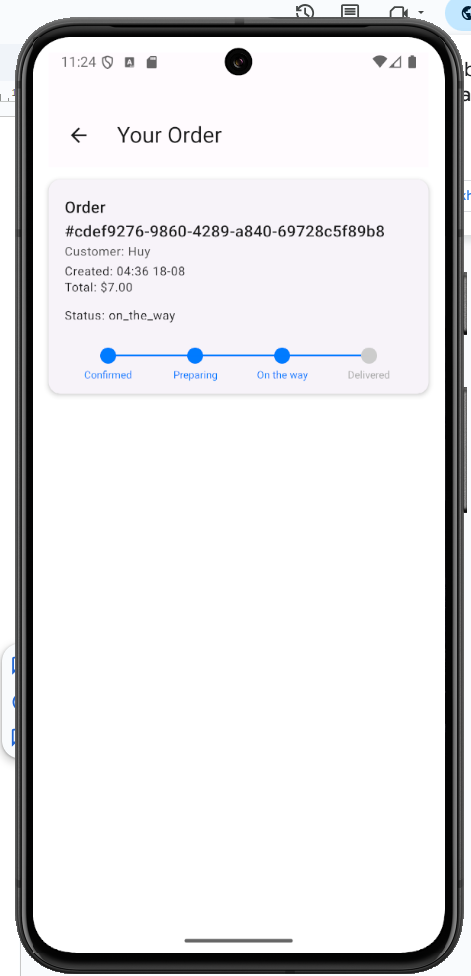 11:24
Your Order
Order
#cdef9276-9860-4289-a840-69728c5f89b8
Customer: Huy
Created: 04:36 18-08
Total: $7.00
Status: on_the_way
Confirmed
Preparing
On the way
Delivered